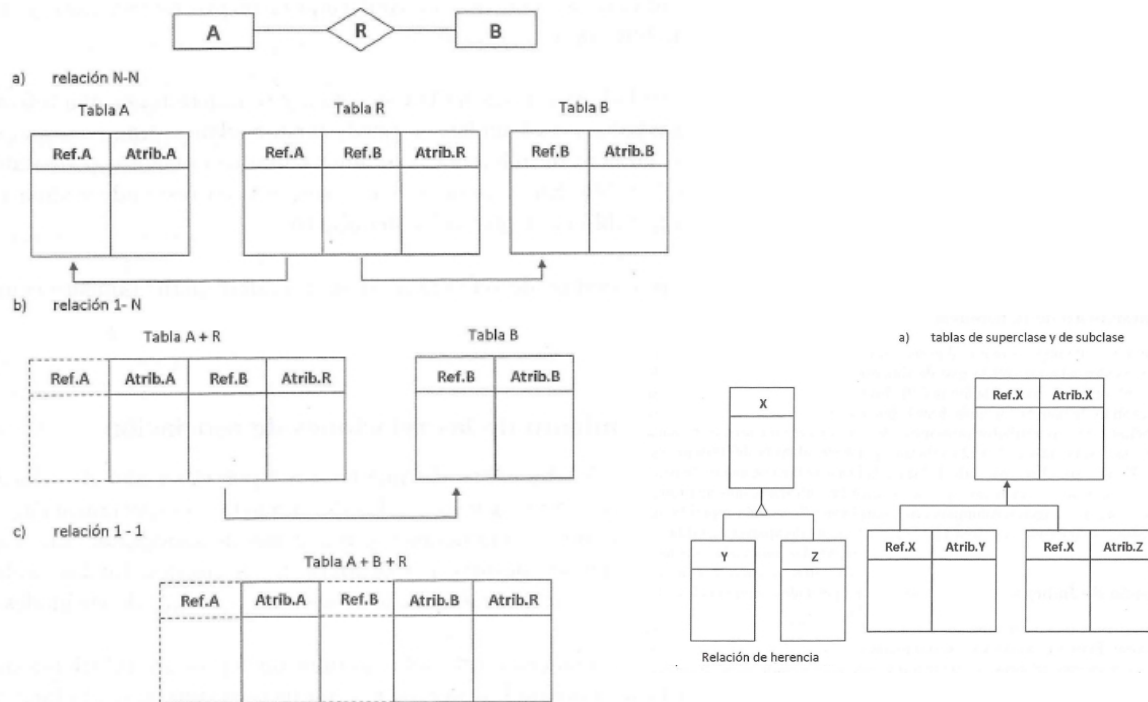 A R B
a) relación N-N
Tabla A Tabla R Tabla B
Ref.A Atrib.A Ref.A Ref.B Atrib.R Ref.B Atrib.B
b) relación 1- N
Tabla A + R Tabla B
Ref.A Atrib.A Ref.B Atrib.R Ref.B Atrib.B
c) relación 1 - 1
Tabla A + B + R
Ref.A Atrib.A Ref.B Atrib.B Atrib.R
a) tablas de superclase y de subclase
X
Ref.X Atrib.X
Y Z
Ref.X Atrib.Y Ref.X Atrib.Z
Relación de herencia